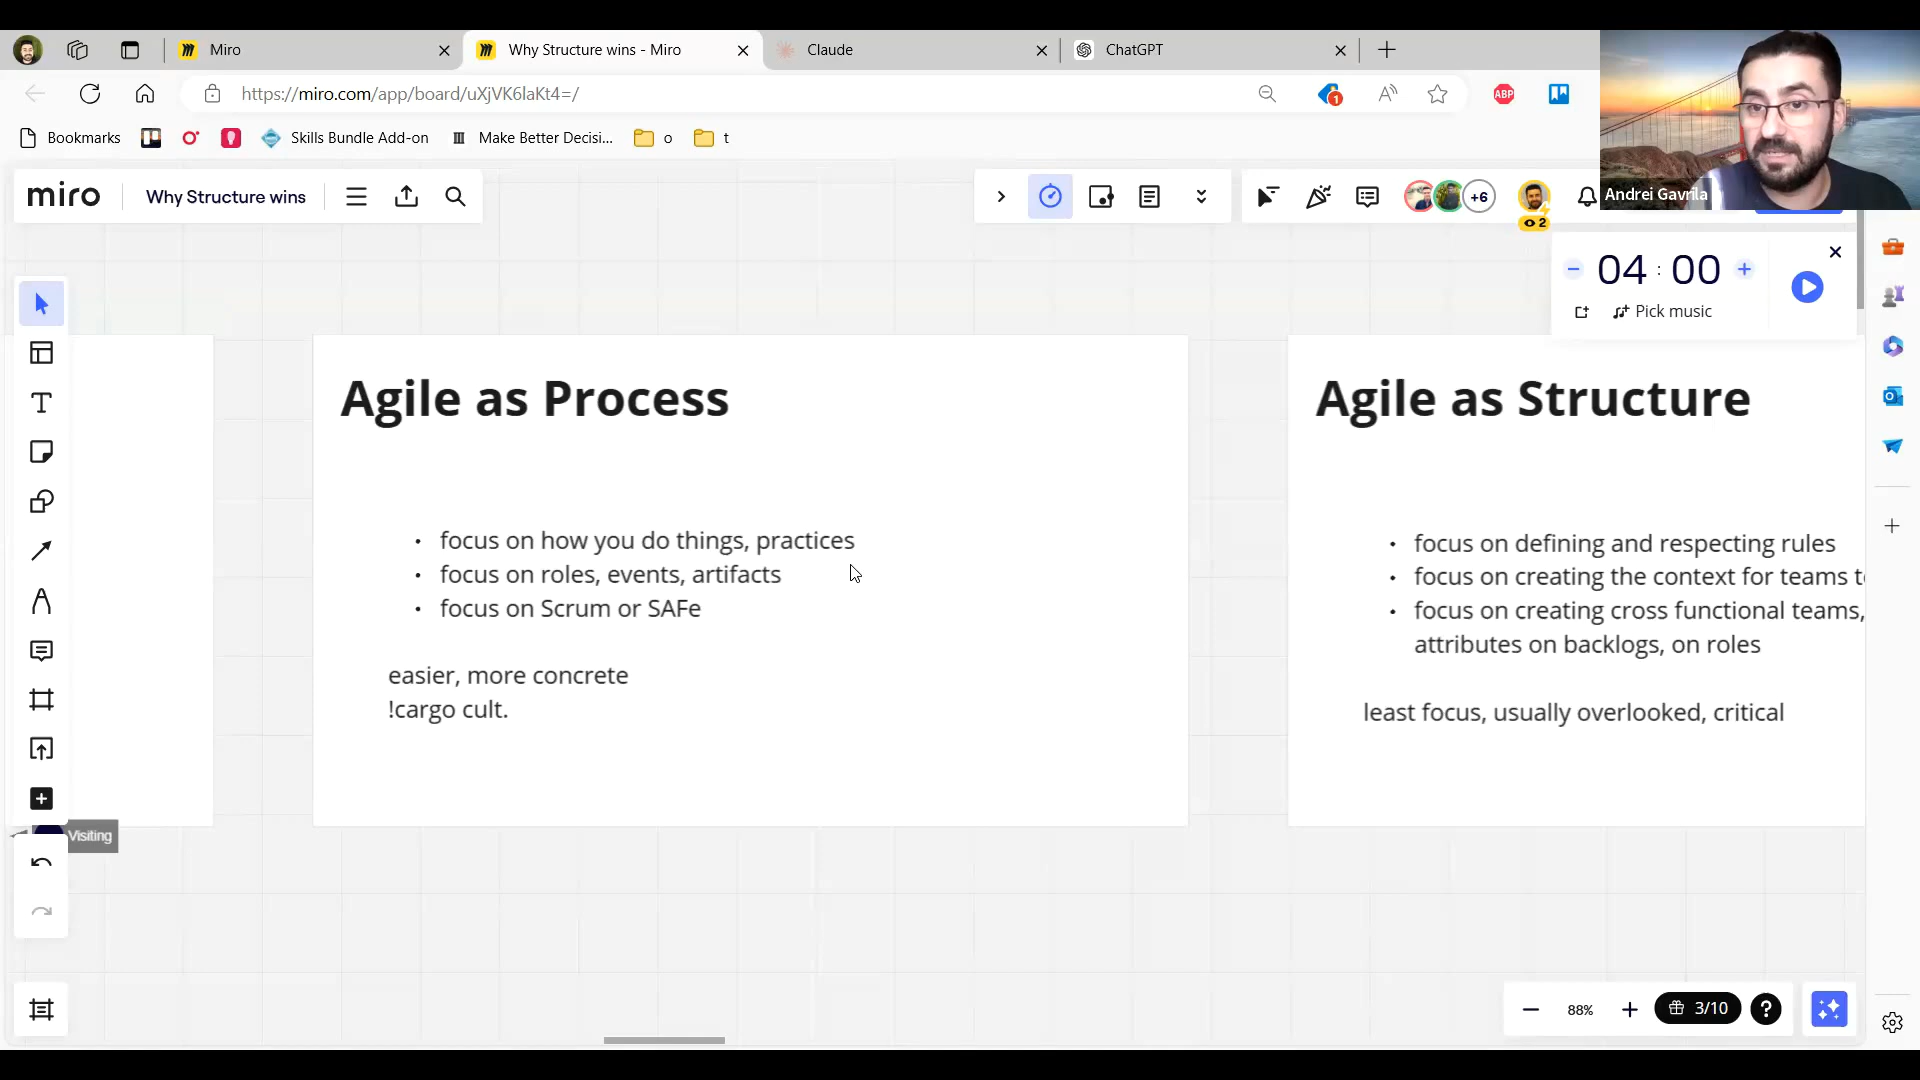 Miro
Why Structure wins - Miro
Claude
ChatGPT
https://miro.com/app/board/uXjVK6laKt4=/
A
1
ABP
Bookmarks
Skills Bundle Add-on
Make Better Decisi...
o
t
Andrei Gavrila
miro
Why Structure wins
+6
2
04 : 00
Pick music
Agile as Process
• focus on how you do things, practices
• focus on roles, events, artifacts
• focus on Scrum or SAFe
easier, more concrete
!cargo cult.
Agile as Structure
• focus on defining and respecting rules
• focus on creating the context for teams t
• focus on creating cross functional teams,
attributes on backlogs, on roles
least focus, usually overlooked, critical
Visiting
88%
3/10
?